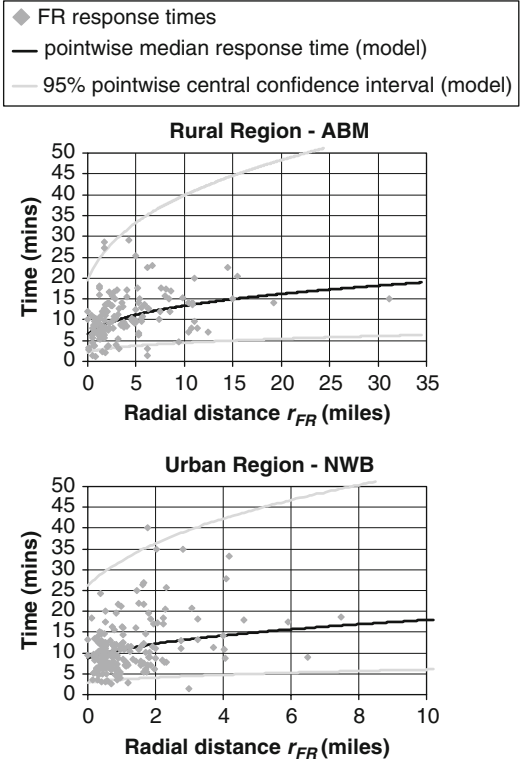 FR response times
pointwise median response time (model)
95% pointwise central confidence interval (model)
Rural Region - ABM
50
45
40
35
30
25
20
15
10
5
0
Time (mins)
0 5 10 15 20 25 30 35
Radial distance rFR (miles)
Urban Region - NWB
50
45
40
35
30
25
20
15
10
5
0
Time (mins)
0 2 4 6 8 10
Radial distance rFR (miles)